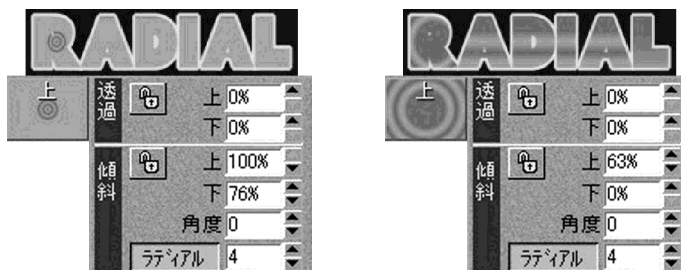 RADIAL
上
透過
上 0%
下 0%
傾斜
上 100%
下 76%
角度 0
ラディアル 4
RADIAL
上
透過
上 0%
下 0%
傾斜
上 63%
下 0%
角度 0
ラディアル 4